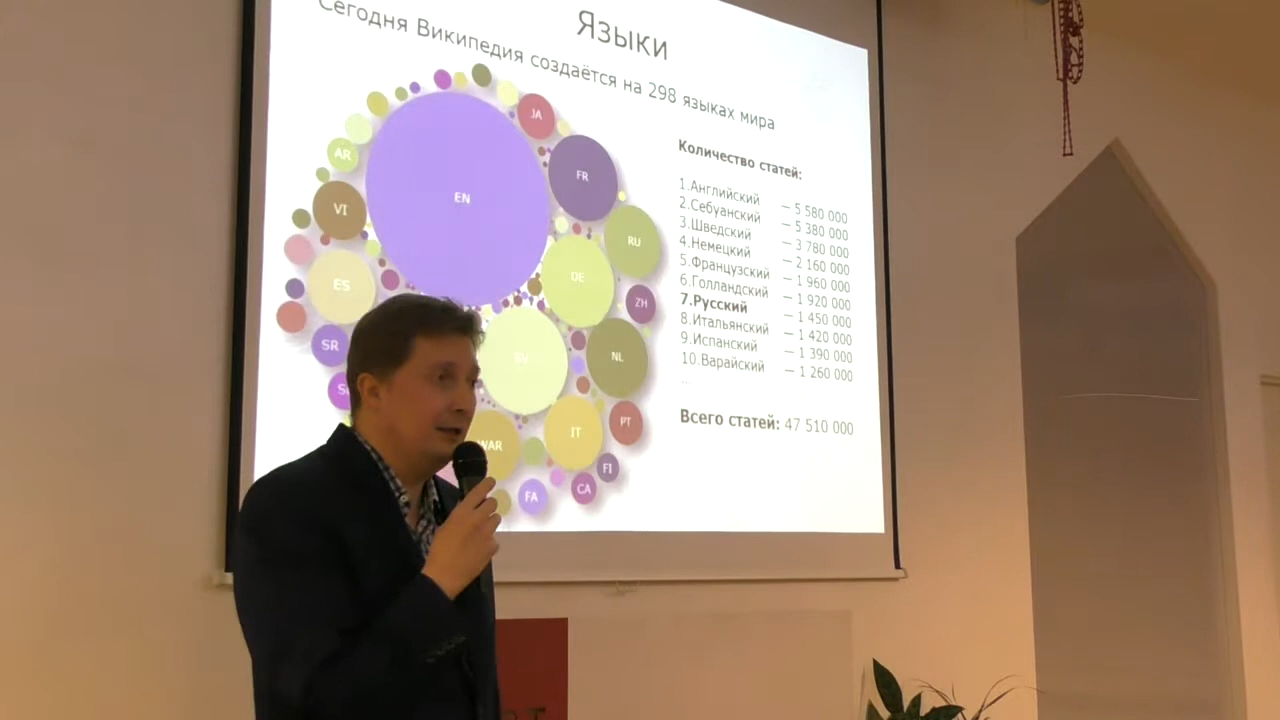 Языки
Сегодня Википедия создаётся на 298 языках мира
Количество статей:
1.Английский — 5 580 000
2.Себуанский — 5 380 000
3.Шведский — 3 780 000
4.Немецкий — 2 160 000
5.Французский — 1 960 000
6.Голландский — 1 920 000
7.Русский — 1 450 000
8.Итальянский — 1 420 000
9.Испанский — 1 390 000
10.Варайский — 1 260 000
...
Всего статей: 47 510 000
JA
AR
EN
FR
VI
RU
ES
DE
ZH
SR
SV
NL
WAR
IT
PT
FI
FA
CA